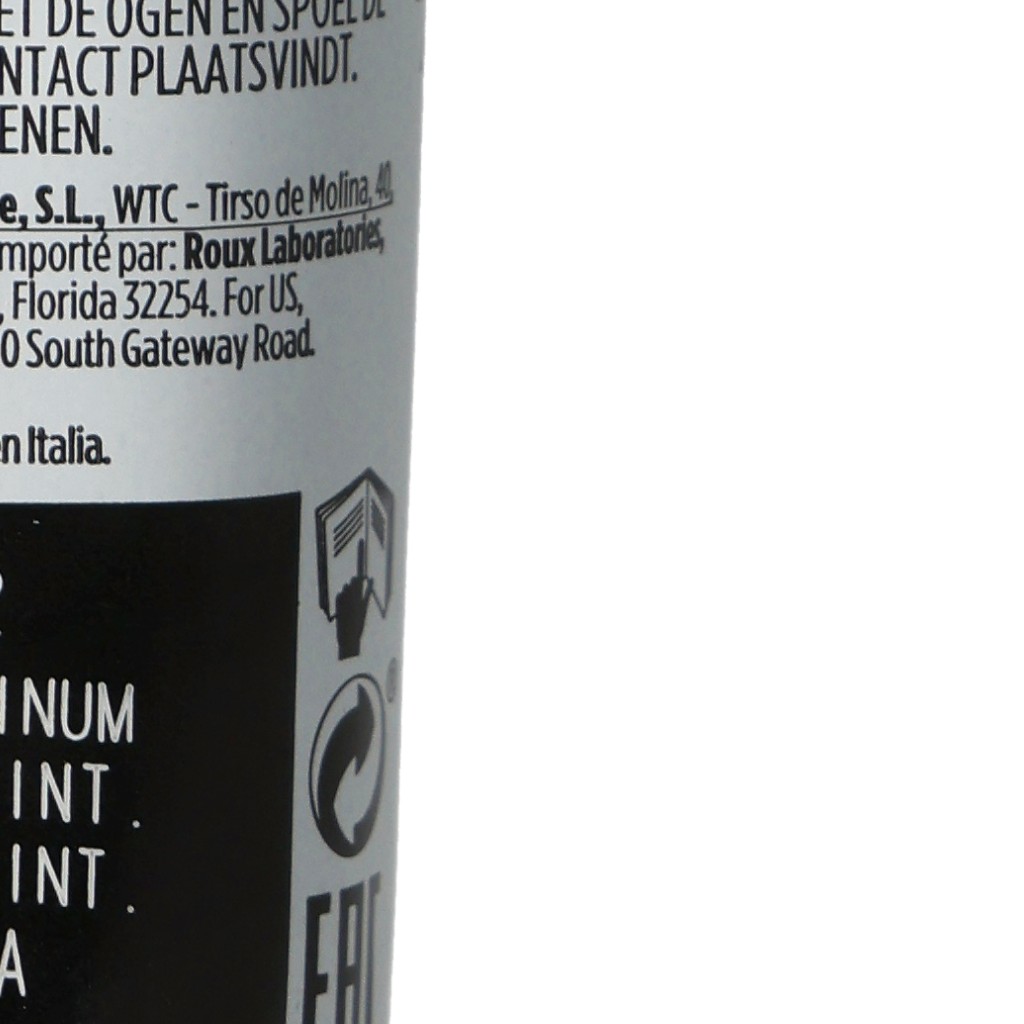 ET DE OGEN EN SPOEL DE
NTACT PLAATSVINDT.
ENEN.
e, S.L., WTC - Tirso de Molina, 40,
mporté par: Roux Laboratories,
, Florida 32254. For US,
0 South Gateway Road.
en Italia.
INUM
INT.
INT.
A
EAC